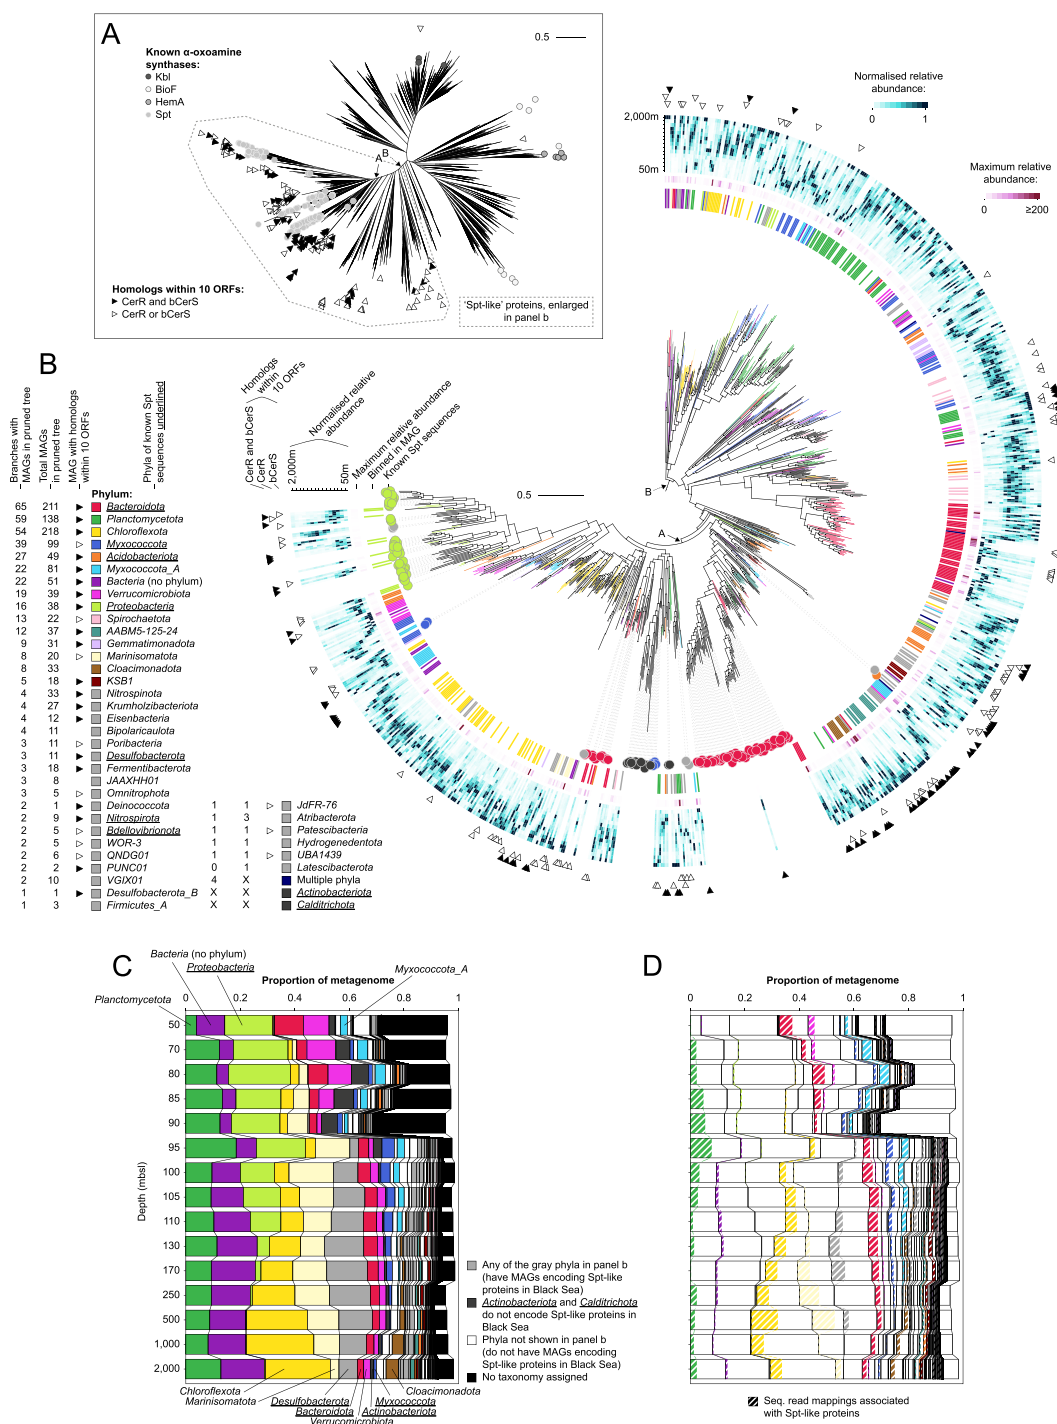 A
Known α-oxoamine
synthases:
Kbl
BioF
HemA
Spt
0.5
A
B
Homologs within 10 ORFs:
CerR and bCerS
CerR or bCerS
'Spt-like' proteins, enlarged
in panel b
Normalised relative
abundance:
0 1
2,000m
50m
Maximum relative
abundance:
0 ≥200
B
Branches with
MAGs in pruned tree
Total MAGs
in pruned tree
MAG with homologs
within 10 ORFs
Phyla of known Spt
sequences underlined
Homologs
within
10 ORFs
CerR and bCerS
CerR
bCerS
Normalised relative
abundance
2,000m
50m
Maximum relative abundance
Binned in MAG
Known Spt sequences
0.5
B
A
Phylum:
65 211 Bacteroidota
59 138 Planctomycetota
54 218 Chloroflexota
39 99 Myxococcota
27 49 Acidobacteriota
22 81 Myxococcota_A
22 51 Bacteria (no phylum)
19 39 Verrucomicrobiota
16 38 Proteobacteria
13 22 Spirochaetota
12 37 AABM5-125-24
9 31 Gemmatimonadota
8 20 Marinisomatota
8 33 Cloacimonadota
5 18 KSB1
4 33 Nitrospinota
4 27 Krumholzibacteriota
4 12 Eisenbacteria
4 11 Bipolaricaulota
3 11 Poribacteria
3 11 Desulfobacterota
3 18 Fermentibacterota
3 8 JAAXHH01
3 5 Omnitrophota
2 1 Deinococcota
2 9 Nitrospirota
2 5 Bdellovibrionota
2 5 WOR-3
2 6 QNDG01
2 2 PUNC01
2 10 VGIX01
1 1 Desulfobacterota_B
1 3 Firmicutes_A
1 1 JdFR-76
1 3 Atribacterota
1 1 Patescibacteria
1 1 Hydrogenedentota
1 1 UBA1439
0 1 Latescibacterota
4 X Multiple phyla
X X Actinobacteriota
X X Calditrichota
C
Bacteria (no phylum)
Proteobacteria
Planctomycetota
Myxococcota_A
Proportion of metagenome
0 0.2 0.4 0.6 0.8 1
Depth (mbsl)
50
70
80
85
90
95
100
105
110
130
170
250
500
1,000
2,000
Chloroflexota
Marinisomatota
Desulfobacterota
Bacteroidota
Verrucomicrobiota
Cloacimonadota
Myxococcota
Actinobacteriota
Any of the gray phyla in panel b
(have MAGs encoding Spt-like
proteins in Black Sea)
Actinobacteriota and Calditrichota
do not encode Spt-like proteins in
Black Sea
Phyla not shown in panel b
(do not have MAGs encoding
Spt-like proteins in Black Sea)
No taxonomy assigned
D
Proportion of metagenome
0 0.2 0.4 0.6 0.8 1
Seq. read mappings associated
with Spt-like proteins